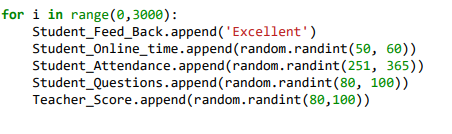 for i in range(0,3000):
    Student_Feed_Back.append('Excellent')
    Student_Online_time.append(random.randint(50, 60))
    Student_Attendance.append(random.randint(251, 365))
    Student_Questions.append(random.randint(80, 100))
    Teacher_Score.append(random.randint(80,100))